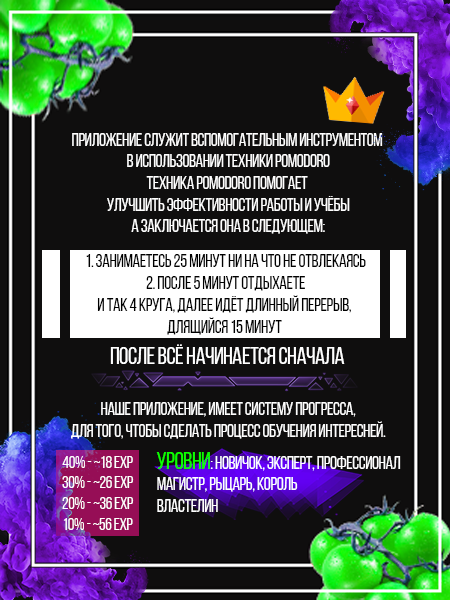 ПРИЛОЖЕНИЕ СЛУЖИТ ВСПОМОГАТЕЛЬНЫМ ИНСТРУМЕНТОМ
В ИСПОЛЬЗОВАНИИ ТЕХНИКИ POMODORO
ТЕХНИКА POMODORO ПОМОГАЕТ
УЛУЧШИТЬ ЭФФЕКТИВНОСТИ РАБОТЫ И УЧЁБЫ
А ЗАКЛЮЧАЕТСЯ ОНА В СЛЕДУЮЩЕМ:
1. ЗАНИМАЕТЕСЬ 25 МИНУТ НИ НА ЧТО НЕ ОТВЛЕКАЯСЬ
2. ПОСЛЕ 5 МИНУТ ОТДЫХАЕТЕ
И ТАК 4 КРУГА, ДАЛЕЕ ИДЁТ ДЛИННЫЙ ПЕРЕРЫВ,
ДЛЯЩИЙСЯ 15 МИНУТ
ПОСЛЕ ВСЁ НАЧИНАЕТСЯ СНАЧАЛА
НАШЕ ПРИЛОЖЕНИЕ, ИМЕЕТ СИСТЕМУ ПРОГРЕССА,
ДЛЯ ТОГО, ЧТОБЫ СДЕЛАТЬ ПРОЦЕСС ОБУЧЕНИЯ ИНТЕРЕСНЕЙ.
40% - ~18 EXP
30% - ~26 EXP
20% - ~36 EXP
10% - ~56 EXP
УРОВНИ: НОВИЧОК, ЭКСПЕРТ, ПРОФЕССИОНАЛ
МАГИСТР, РЫЦАРЬ, КОРОЛЬ
ВЛАСТЕЛИН